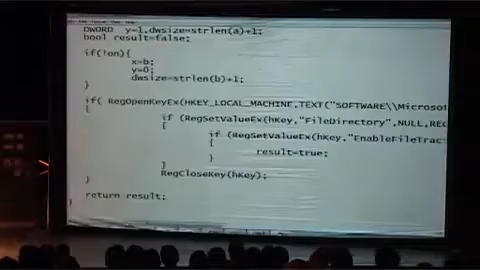 DWORD y=1,dwsize=strlen(a)+1;
bool result=false;
if(!on){
x=b;
y=0;
dwsize=strlen(b)+1;
}
if( RegOpenKeyEx(HKEY_LOCAL_MACHINE,TEXT("SOFTWARE\\Microsof
{
if (RegSetValueEx(hKey,"FileDirectory",NULL,REG
{
if (RegSetValueEx(hKey,"EnableFileTrac
{
result=true;
}
}
RegCloseKey(hKey);
}
return result;
}